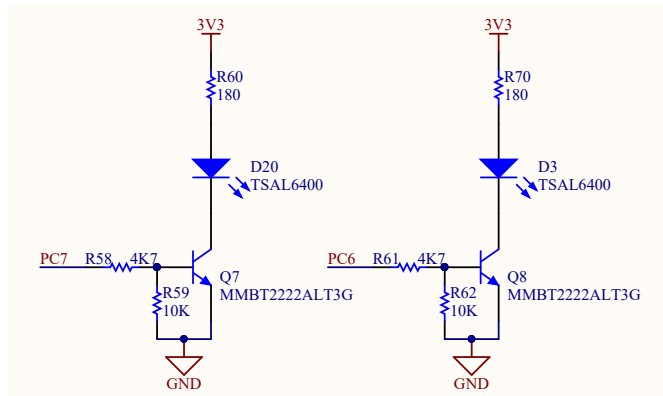 3V3
R60
180
D20
TSAL6400
PC7 R58 4K7
Q7
MMBT2222ALT3G
R59
10K
GND
3V3
R70
180
D3
TSAL6400
PC6 R61 4K7
Q8
MMBT2222ALT3G
R62
10K
GND